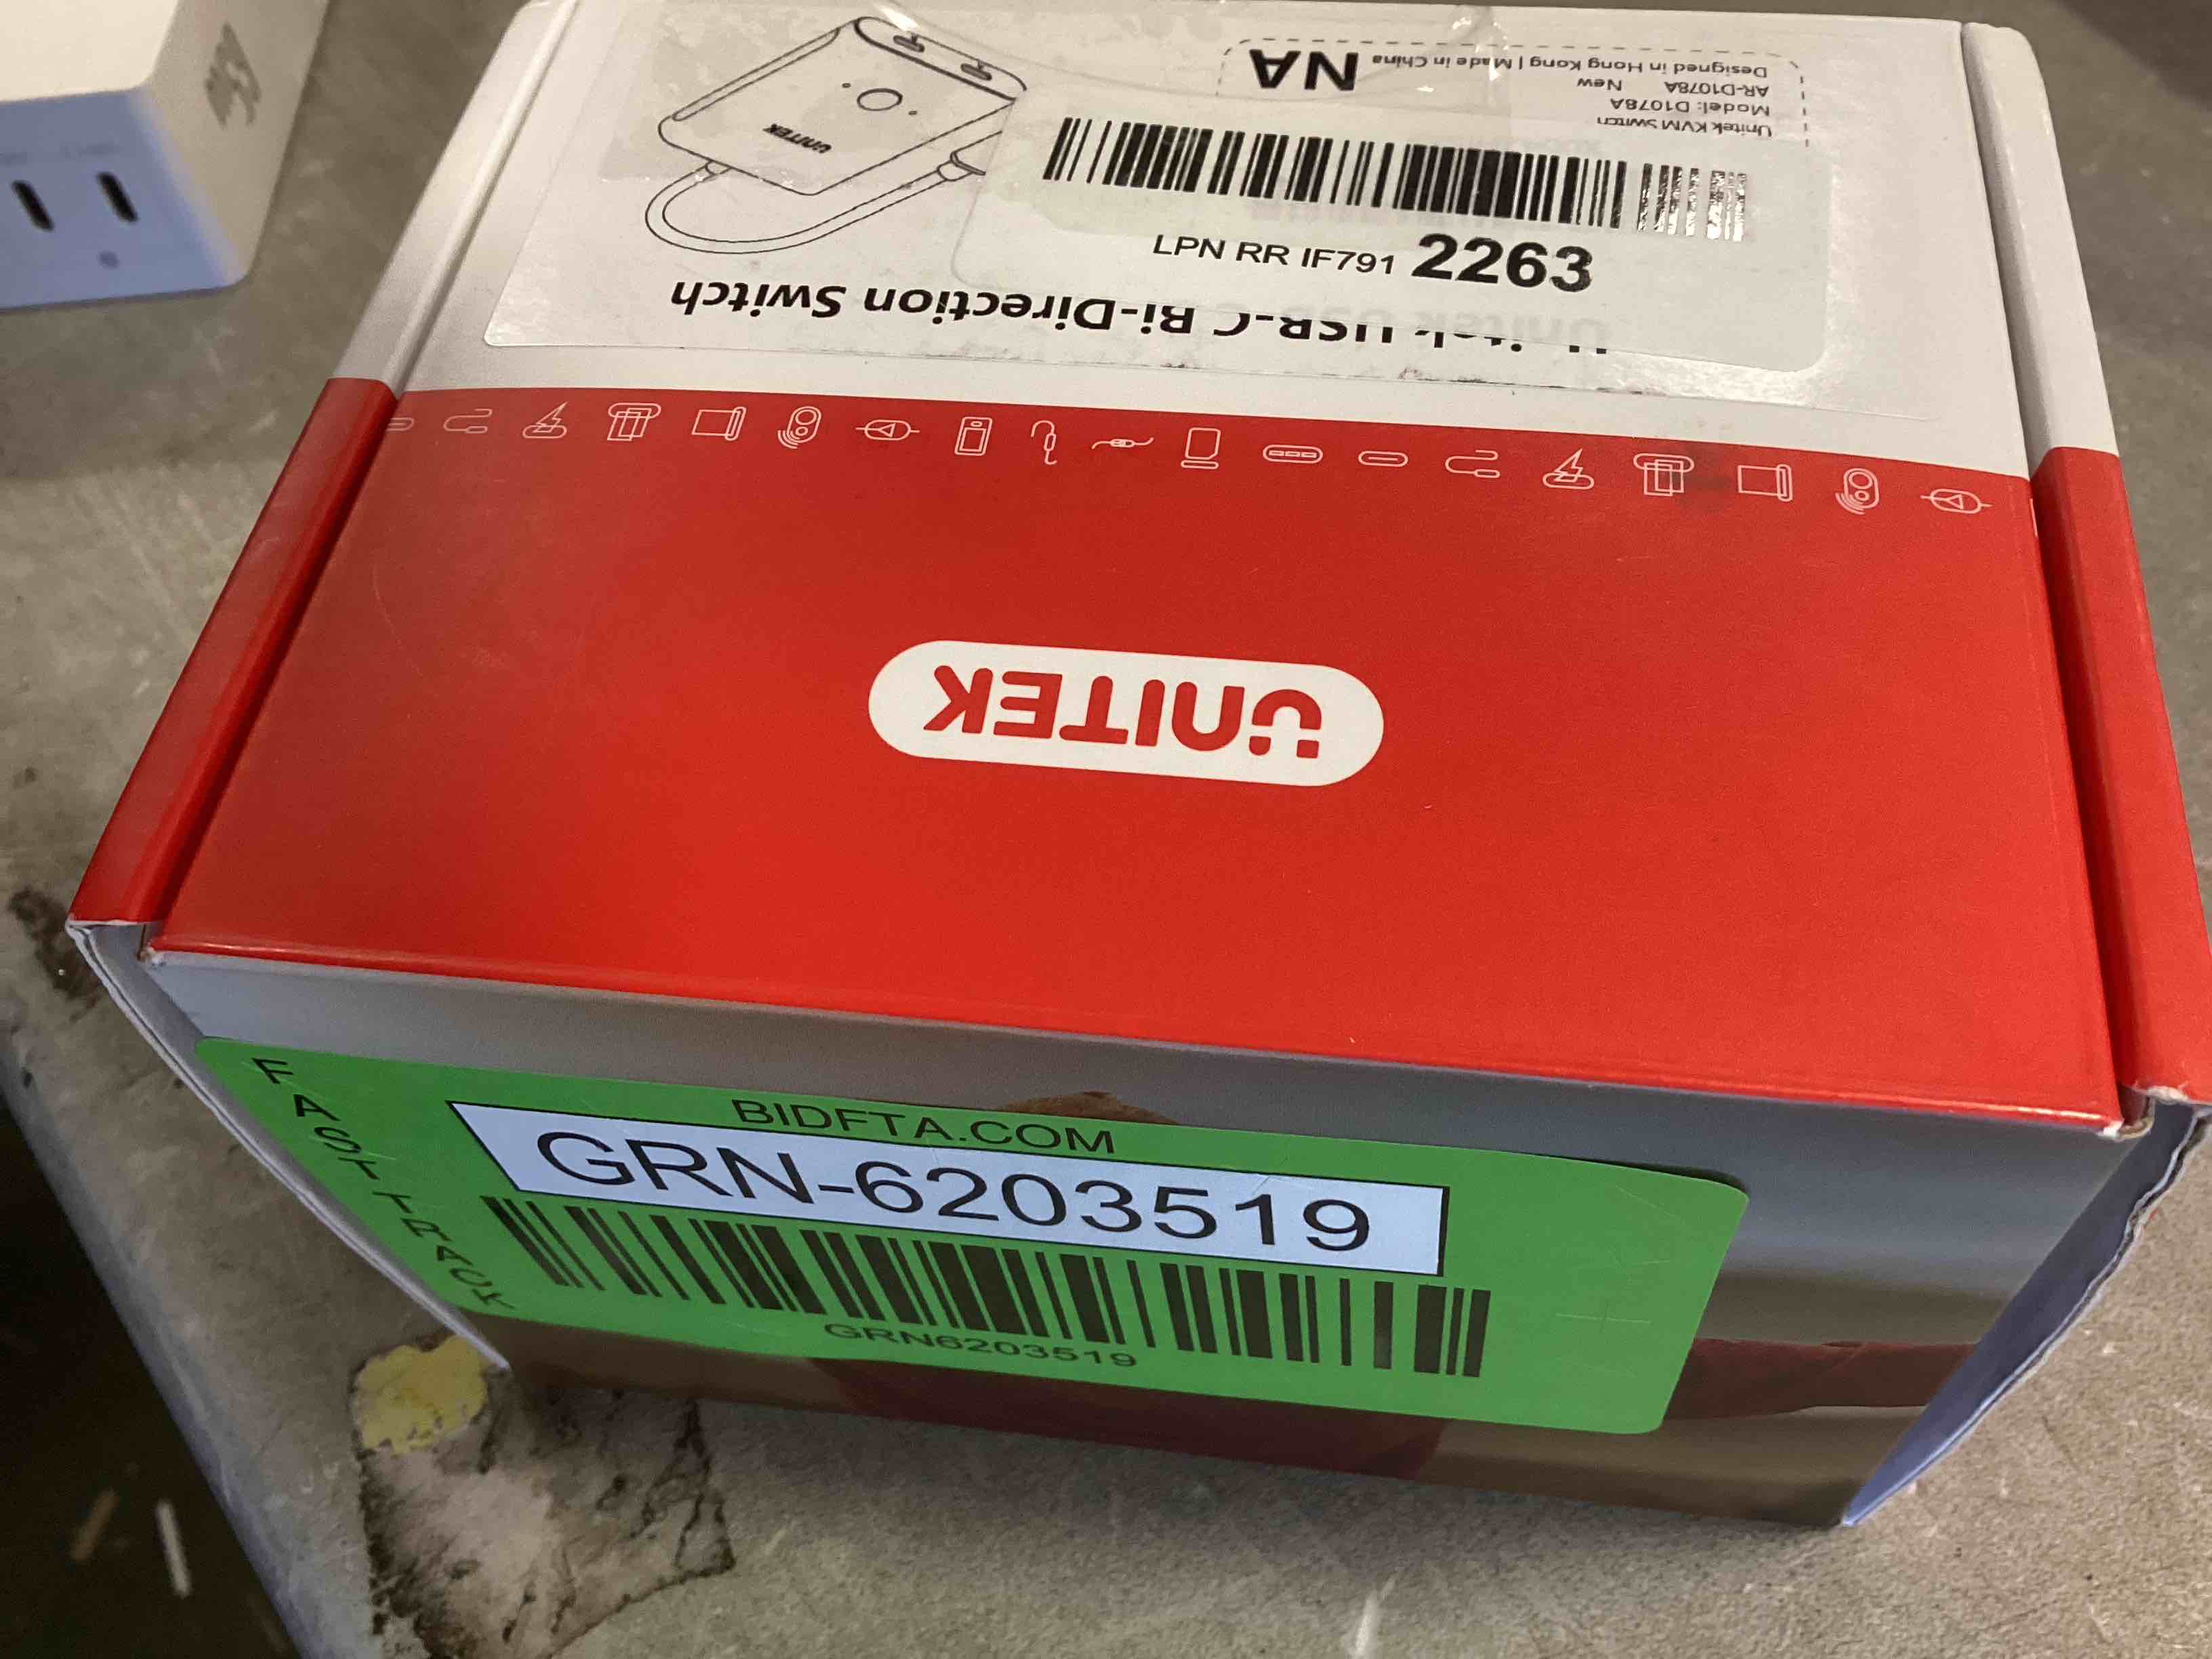 NA
Designed in Hong Kong | Made in China
AR-D1078A New
Model: D1078A
Unitek KVM Switch
UNITEK
LPN RR IF791 2263
Unitek USB-C Bi-Direction Switch
UNITEK
FAST TRACK
BIDFTA.COM
GRN-6203519
GRN6203519